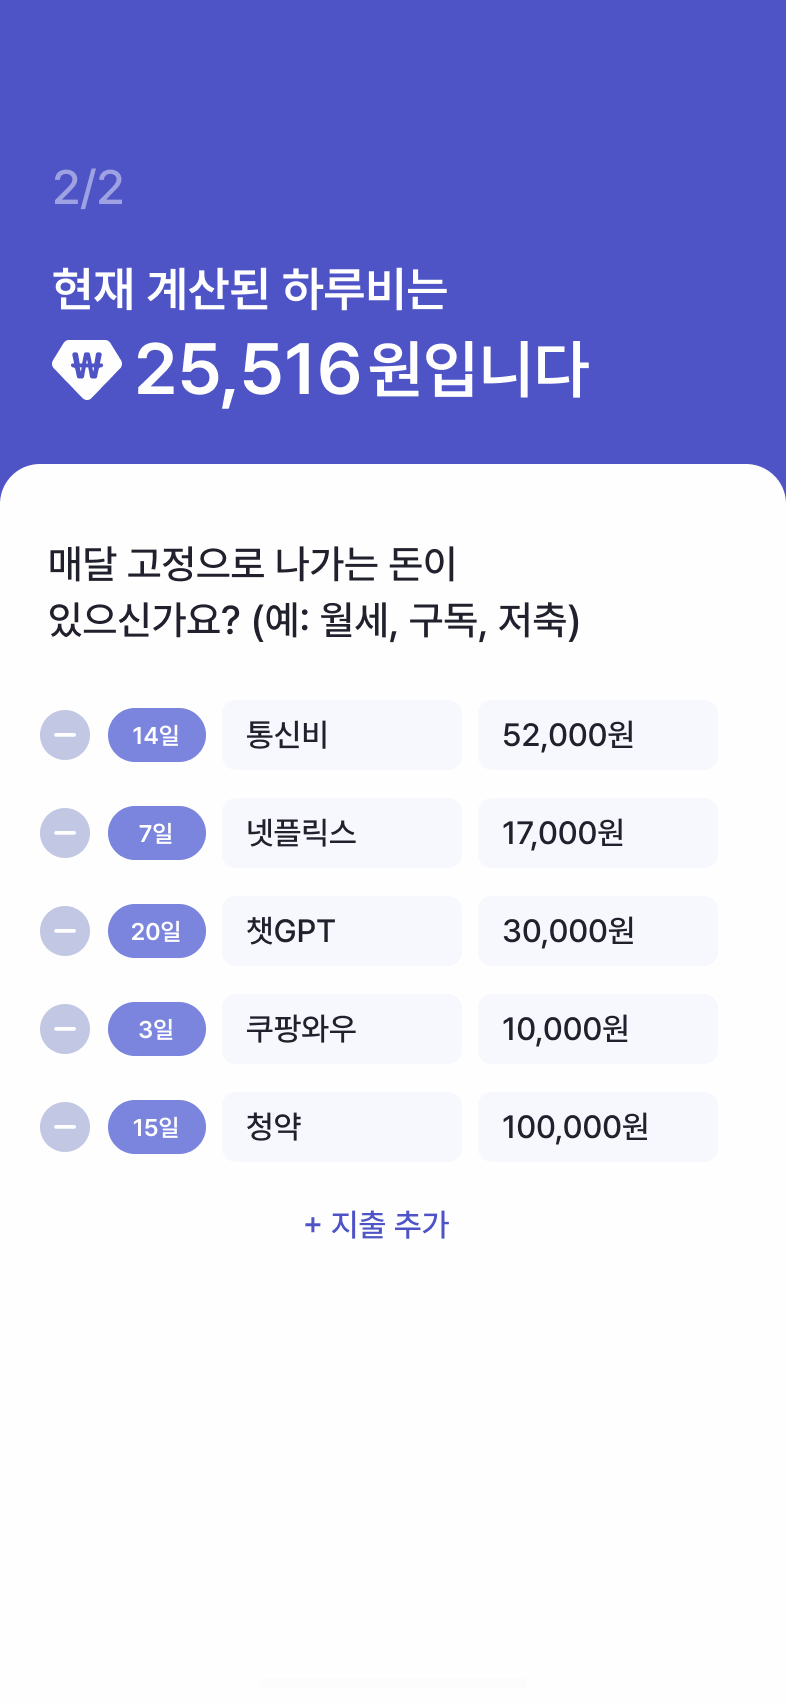 2/2
현재 계산된 하루비는
₩ 25,516원입니다
매달 고정으로 나가는 돈이
있으신가요? (예: 월세, 구독, 저축)
14일 통신비 52,000원
7일 넷플릭스 17,000원
20일 챗GPT 30,000원
3일 쿠팡와우 10,000원
15일 청약 100,000원
+ 지출 추가